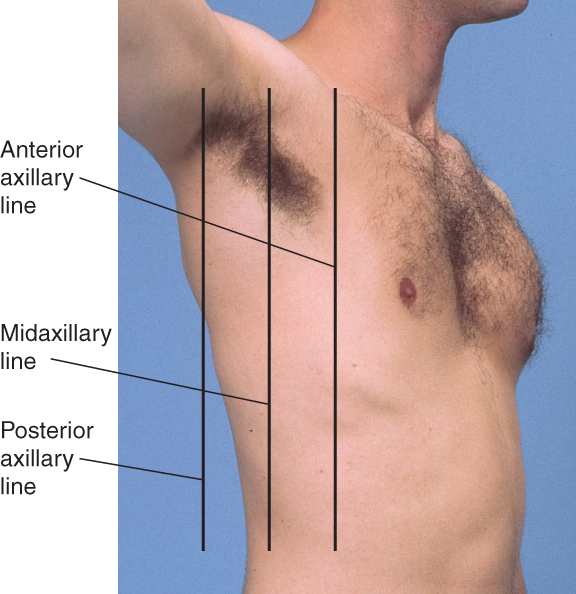 Anterior
axillary
line
Midaxillary
line
Posterior
axillary
line